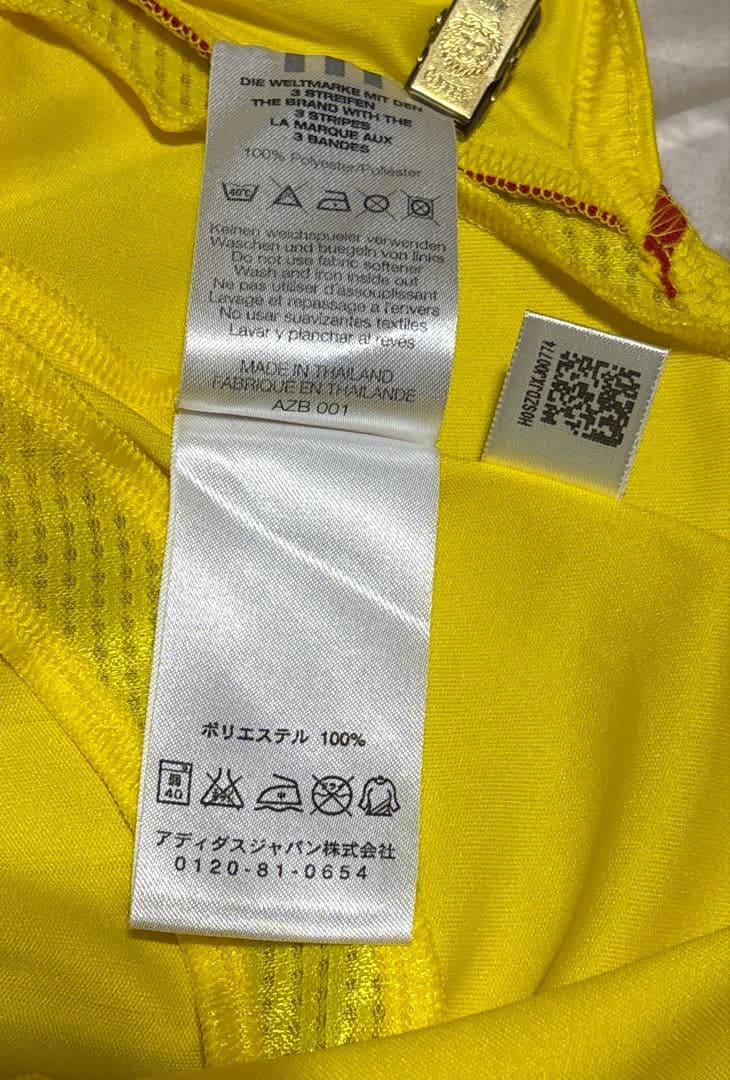 DIE WELTMARKE MIT DEN
3 STREIFEN
THE BRAND WITH THE
3 STRIPES
LA MARQUE AUX
3 BANDES
100% Polyester/Poliéster
40°C
Keinen weichspueler verwenden
Waschen und buegeln von links
Do not use fabric softener
Wash and iron inside out
Ne pas utiliser d'assouplissant
Lavage et repassage a l'envers
No usar suavizantes textiles
Lavar y planchar al revés
MADE IN THAILAND
FABRIQUE EN THAILANDE
AZB 001
H0SZDJXJ00774
ポリエステル 100%
弱
40
中
アディダスジャパン株式会社
0120-81-0654